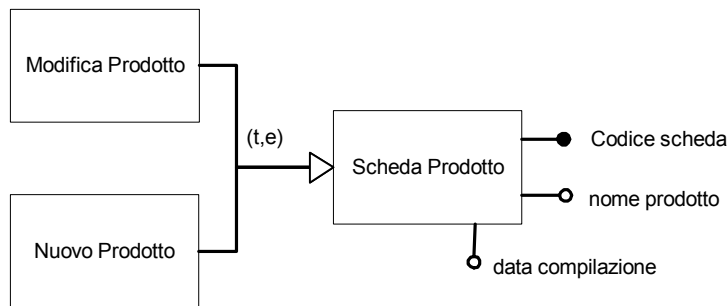 Modifica Prodotto
(t,e)
Codice scheda
Scheda Prodotto
nome prodotto
Nuovo Prodotto
data compilazione